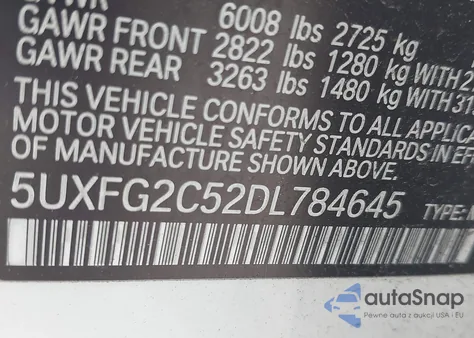 GVWR 6008 lbs 2725 kg
GAWR FRONT 2822 lbs 1280 kg WITH
GAWR REAR 3263 lbs 1480 kg WITH
THIS VEHICLE CONFORMS TO ALL
MOTOR VEHICLE SAFETY STANDARDS IN
OF MANUFACTURE SHOWN ABOVE.
5UXFG2C52DL784645 TYPE:
autaSnap
Pewne auta z aukcji USA i EU